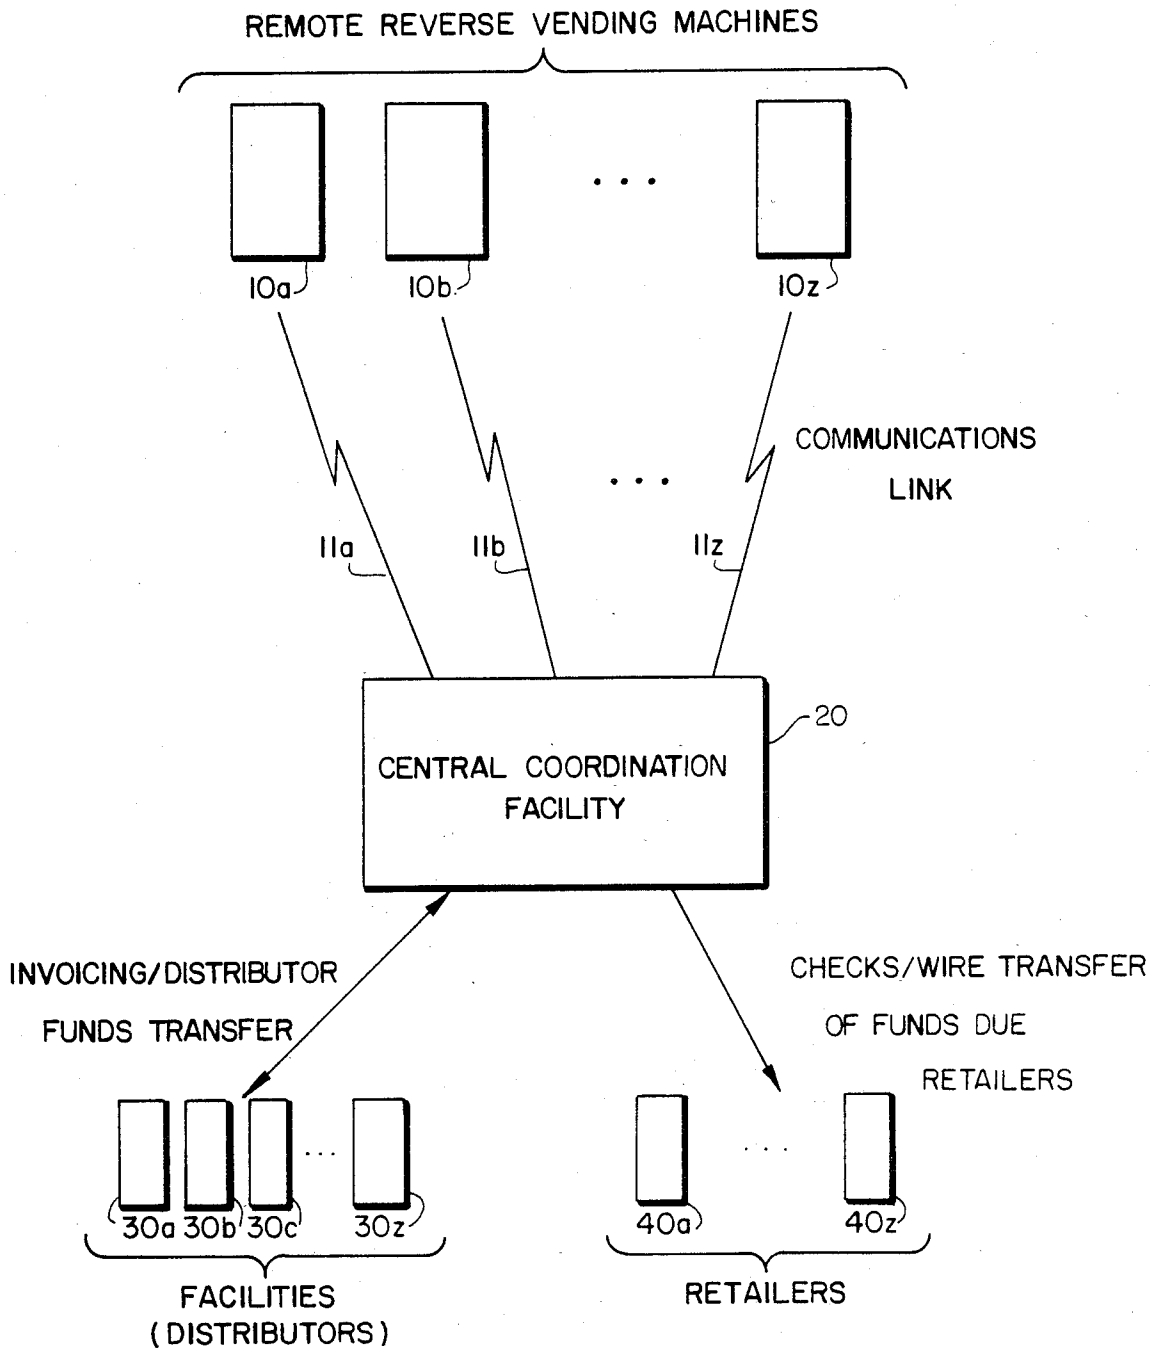 REMOTE REVERSE VENDING MACHINES
10a 10b 10z
COMMUNICATIONS
LINK
11a 11b 11z
20
CENTRAL COORDINATION
FACILITY
INVOICING/DISTRIBUTOR
FUNDS TRANSFER
CHECKS/WIRE TRANSFER
OF FUNDS DUE
RETAILERS
30a 30b 30c 30z
40a 40z
FACILITIES
(DISTRIBUTORS)
RETAILERS